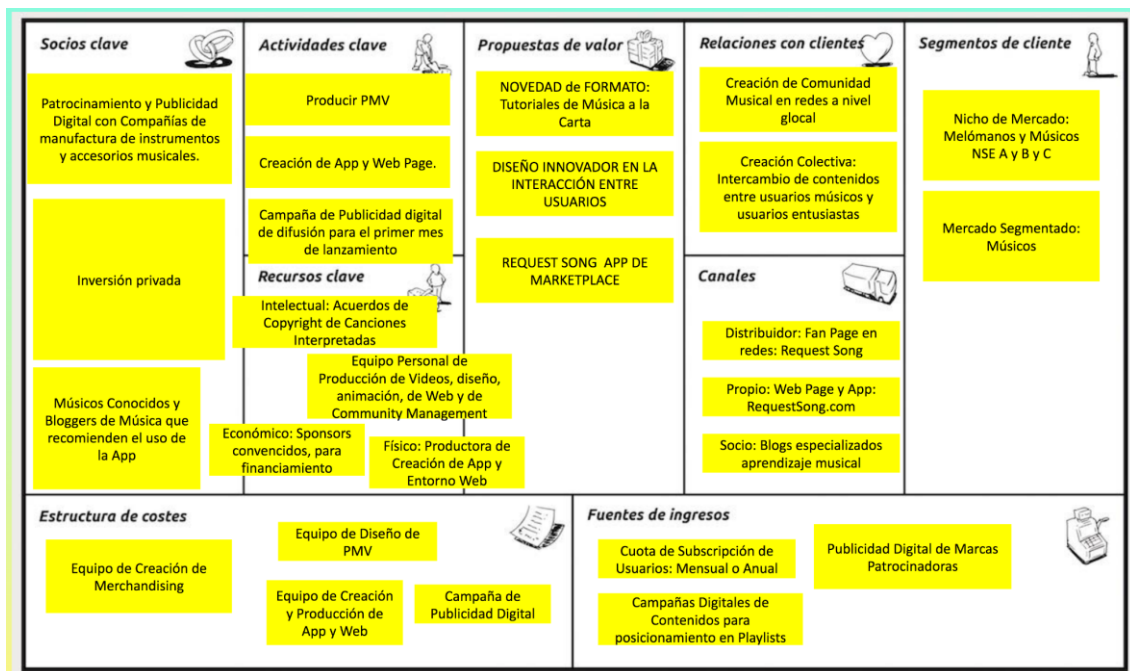 Socios clave
Patrocinamiento y Publicidad
Digital con Compañías de
manufactura de instrumentos
y accesorios musicales.
Inversión privada
Músicos Conocidos y
Bloggers de Música que
recomienden el uso de
la App
Actividades clave
Producir PMV
Creación de App y Web Page.
Campaña de Publicidad digital
de difusión para el primer mes
de lanzamiento
Recursos clave
Intelectual: Acuerdos de
Copyright de Canciones
Interpretadas
Equipo Personal de
Producción de Videos, diseño,
animación, de Web y de
Community Management
Económico: Sponsors
convencidos, para
financiamiento
Físico: Productora de
Creación de App y
Entorno Web
Propuestas de valor
NOVEDAD de FORMATO:
Tutoriales de Música a la
Carta
DISEÑO INNOVADOR EN LA
INTERACCIÓN ENTRE
USUARIOS
REQUEST SONG APP DE
MARKETPLACE
Relaciones con clientes
Creación de Comunidad
Musical en redes a nivel
glocal
Creación Colectiva:
Intercambio de contenidos
entre usuarios músicos y
usuarios entusiastas
Canales
Distribuidor: Fan Page en
redes: Request Song
Propio: Web Page y App:
RequestSong.com
Socio: Blogs especializados
aprendizaje musical
Segmentos de cliente
Nicho de Mercado:
Melómanos y Músicos
NSE A y B y C
Mercado Segmentado:
Músicos
Estructura de costes
Equipo de Creación de
Merchandising
Equipo de Diseño de
PMV
Equipo de Creación
y Producción de
App y Web
Campaña de
Publicidad Digital
Fuentes de ingresos
Cuota de Subscripción de
Usuarios: Mensual o Anual
Campañas Digitales de
Contenidos para
posicionamiento en Playlists
Publicidad Digital de Marcas
Patrocinadoras